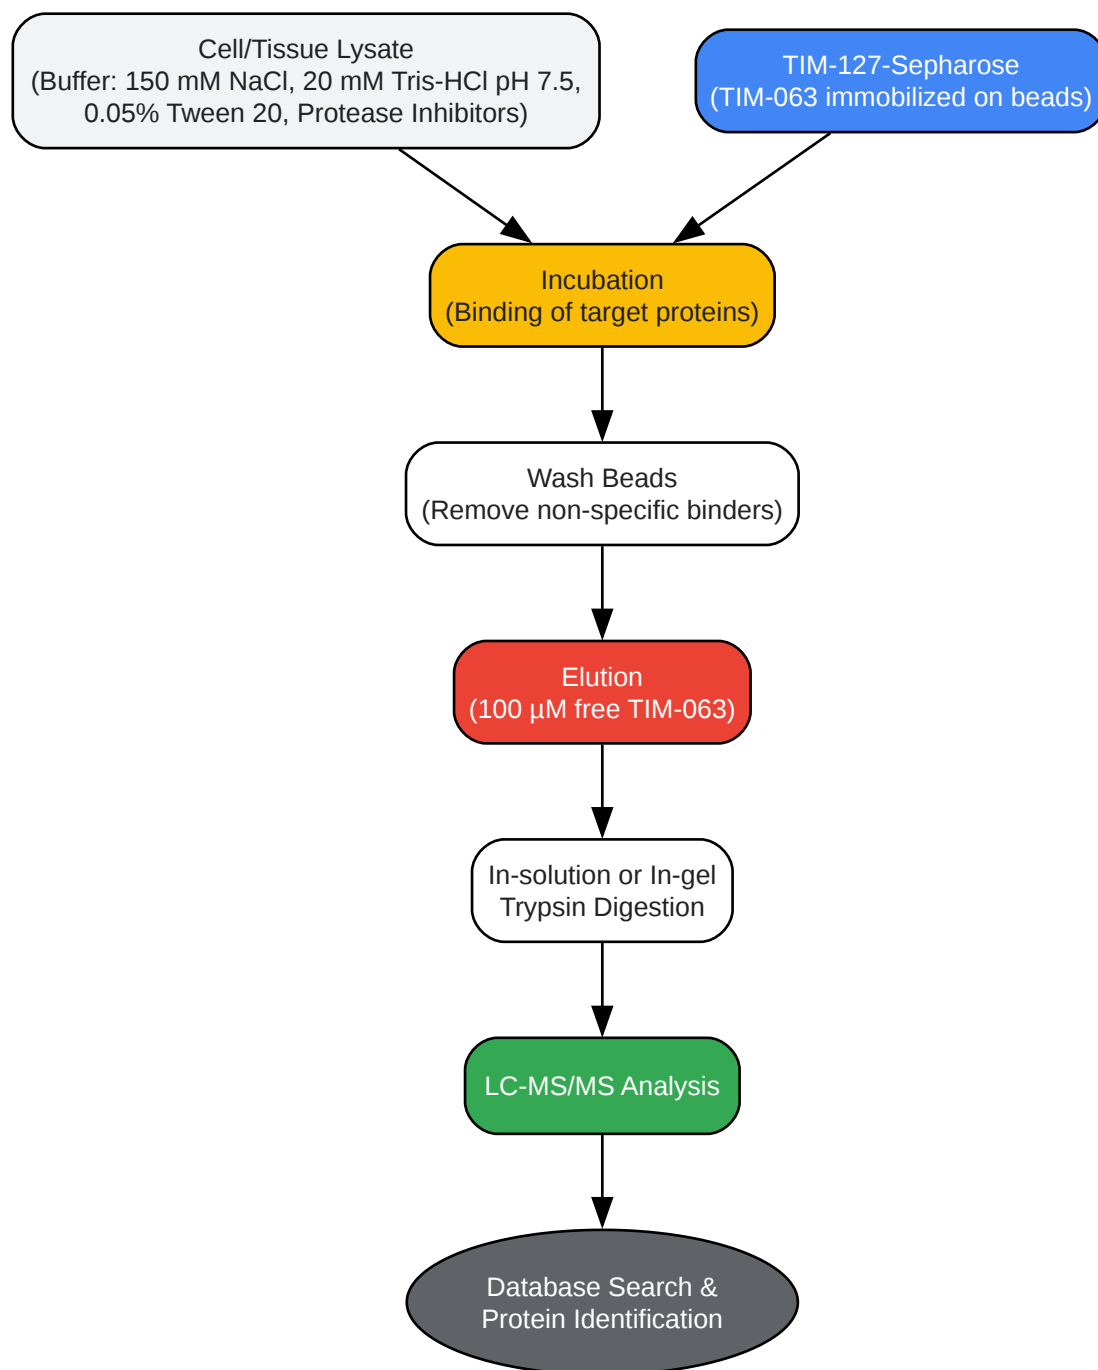 Cell/Tissue Lysate
(Buffer: 150 mM NaCl, 20 mM Tris-HCl pH 7.5,
0.05% Tween 20, Protease Inhibitors)
TIM-127-Sepharose
(TIM-063 immobilized on beads)
Incubation
(Binding of target proteins)
Wash Beads
(Remove non-specific binders)
Elution
(100 µM free TIM-063)
In-solution or In-gel
Trypsin Digestion
LC-MS/MS Analysis
Database Search &
Protein Identification